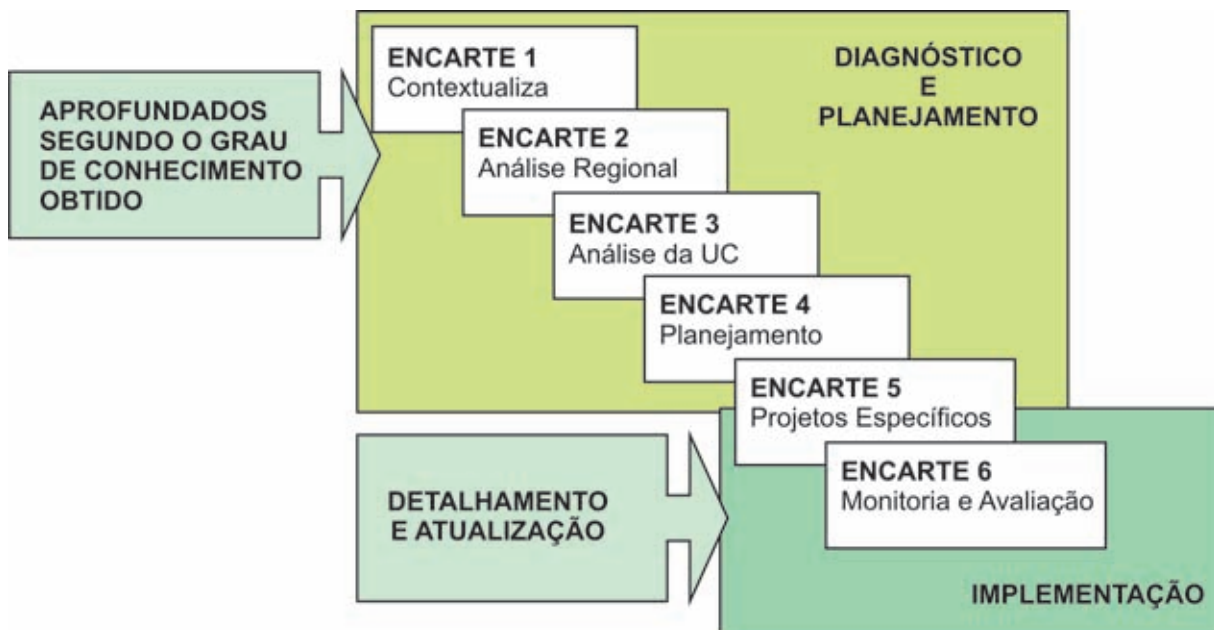 APROFUNDADOS
SEGUNDO O GRAU
DE CONHECIMENTO
OBTIDO
ENCARTE 1
Contextualiza
DIAGNÓSTICO
E
PLANEJAMENTO
ENCARTE 2
Análise Regional
ENCARTE 3
Análise da UC
ENCARTE 4
Planejamento
ENCARTE 5
Projetos Específicos
DETALHAMENTO
E ATUALIZAÇÃO
ENCARTE 6
Monitoria e Avaliação
IMPLEMENTAÇÃO